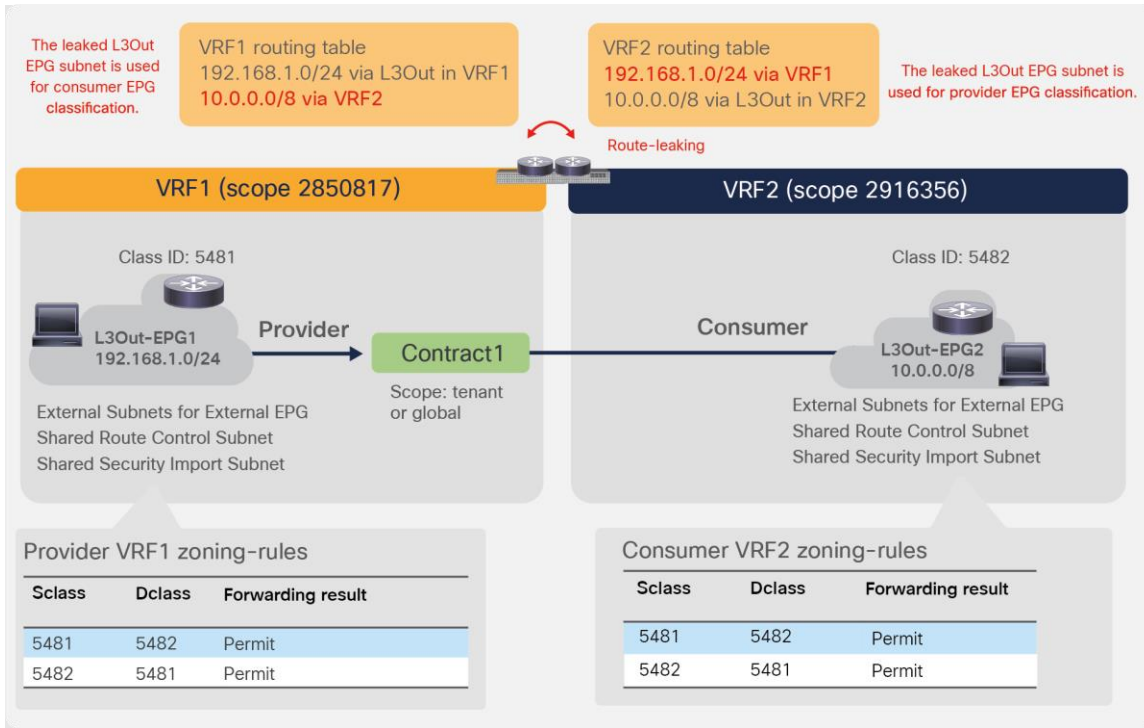 The leaked L3Out
EPG subnet is used
for consumer EPG
classification.
VRF1 routing table
192.168.1.0/24 via L3Out in VRF1
10.0.0.0/8 via VRF2
VRF2 routing table
192.168.1.0/24 via VRF1
10.0.0.0/8 via L3Out in VRF2
The leaked L3Out EPG subnet is
used for provider EPG classification.
Route-leaking
VRF1 (scope 2850817)
VRF2 (scope 2916356)
Class ID: 5481
L3Out-EPG1
192.168.1.0/24
Provider
Contract1
Scope: tenant
or global
Consumer
Class ID: 5482
L3Out-EPG2
10.0.0.0/8
External Subnets for External EPG
Shared Route Control Subnet
Shared Security Import Subnet
External Subnets for External EPG
Shared Route Control Subnet
Shared Security Import Subnet
Provider VRF1 zoning-rules
Sclass Dclass Forwarding result
5481 5482 Permit
5482 5481 Permit
Consumer VRF2 zoning-rules
Sclass Dclass Forwarding result
5481 5482 Permit
5482 5481 Permit